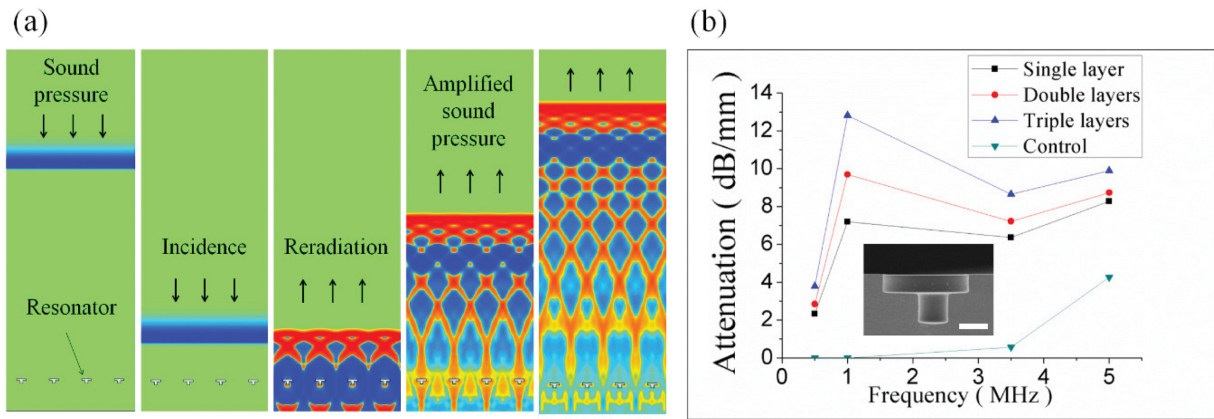 (a)
Sound
pressure
Resonator
Incidence
Reradiation
Amplified
sound
pressure
(b)
Attenuation ( dB/mm)
14
12
10
8
6
4
2
0
Single layer
Double layers
Triple layers
Control
0 1 2 3 4 5
Frequency ( MHz)